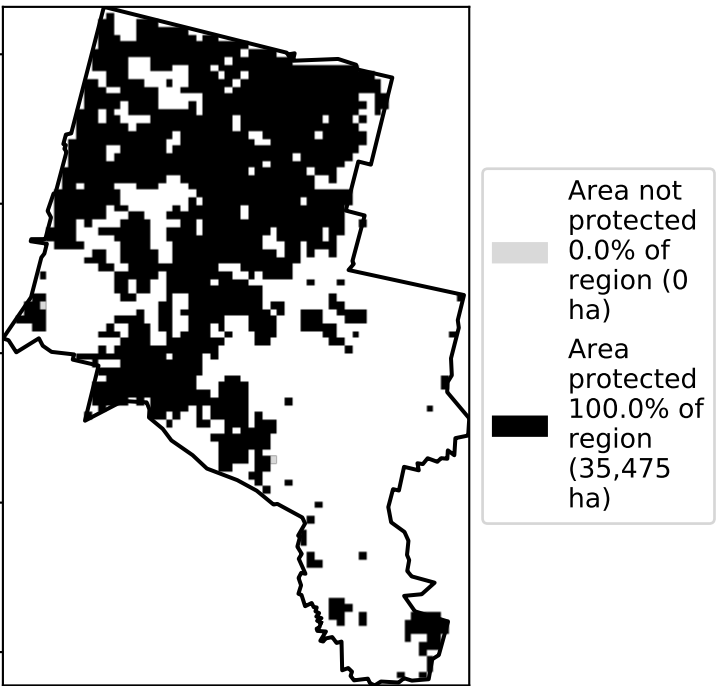 Area not
protected
0.0% of
region (0
ha)
Area
protected
100.0% of
region
(35,475
ha)